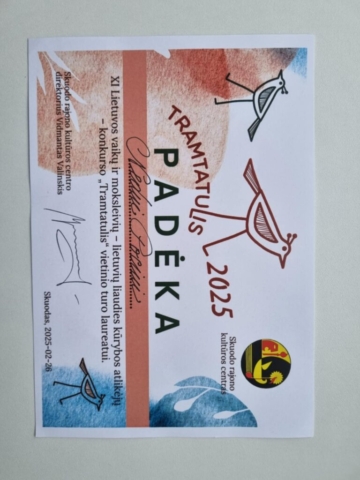 Skuodo rajono
kultūros centras
TRAMTATULIS 2025
PADĖKA
XI Lietuvos vaikų ir moksleivių – lietuvių liaudies kūrybos atlikėjų
– konkurso „Tramtatulis“ vietinio turo laureatui.
Skuodo rajono kultūros centro
direktorius Vidmantas Valinskis
Skuodas, 2025-02-26